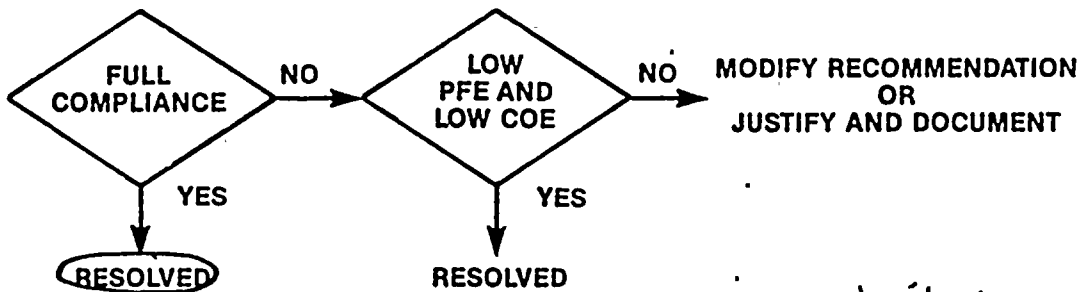 FULL
COMPLIANCE
NO
LOW
PFE AND
LOW COE
NO
MODIFY RECOMMENDATION
OR
JUSTIFY AND DOCUMENT
YES
YES
RESOLVED
RESOLVED